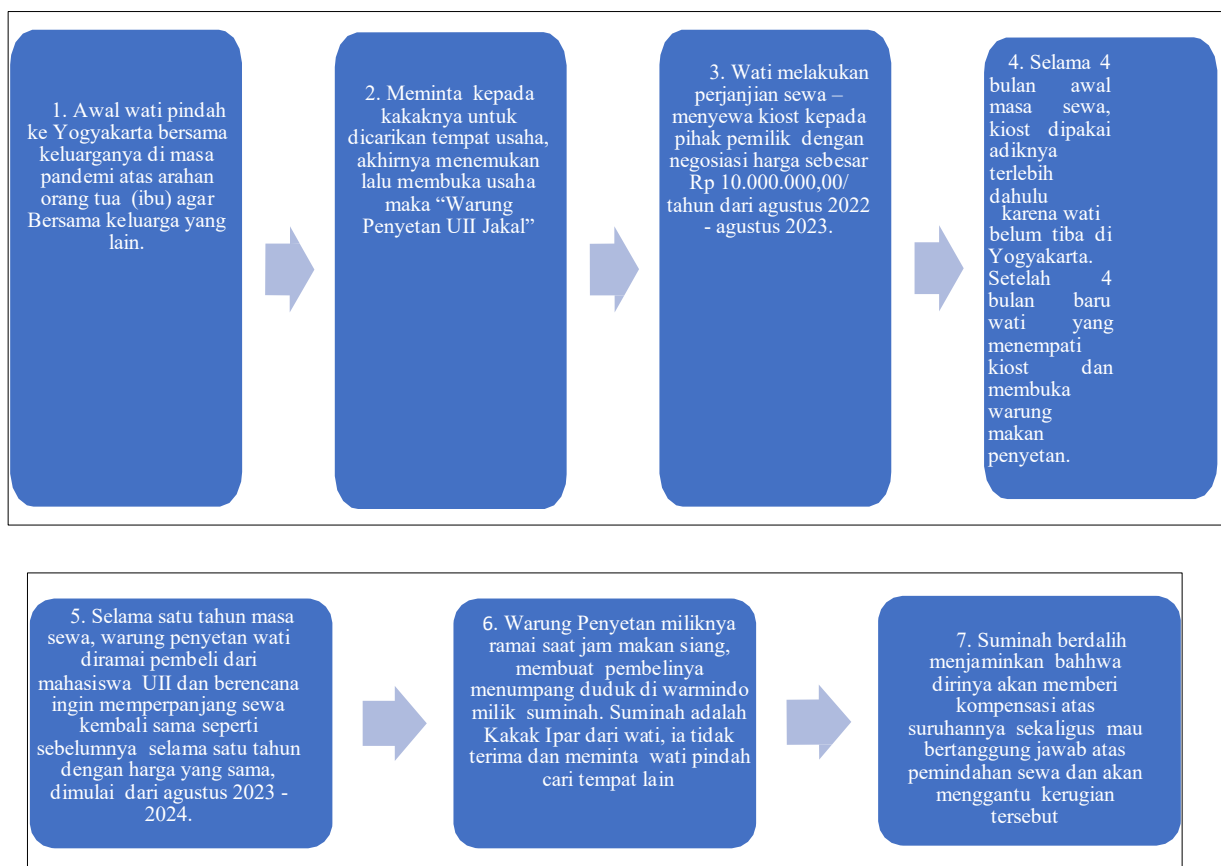 1. Awal wati pindah
ke Yogyakarta bersama
keluarganya di masa
pandemi atas arahan
orang tua (ibu) agar
Bersama keluarga yang
lain.
2. Meminta kepada
kakaknya untuk
dicarikan tempat usaha,
akhirnya menemukan
lalu membuka usaha
maka “Warung
Penyetan UII Jakal”
3. Wati melakukan
perjanjian sewa –
menyewa kiost kepada
pihak pemilik dengan
negosiasi harga sebesar
Rp 10.000.000,00/
tahun dari agustus 2022
- agustus 2023.
4. Selama 4
bulan awal
masa sewa,
kiost dipakai
adiknya
terlebih
dahulu
karena wati
belum tiba di
Yogyakarta.
Setelah 4
bulan baru
wati yang
menempati
kiost dan
membuka
warung
makan
penyetan.
5. Selama satu tahun masa
sewa, warung penyetan wati
diramai pembeli dari
mahasiswa UII dan berencana
ingin memperpanjang sewa
kembali sama seperti
sebelumnya selama satu tahun
dengan harga yang sama,
dimulai dari agustus 2023 -
2024.
6. Warung Penyetan miliknya
ramai saat jam makan siang,
membuat pembelinya
menumpang duduk di warmindo
milik suminah. Suminah adalah
Kakak Ipar dari wati, ia tidak
terima dan meminta wati pindah
cari tempat lain
7. Suminah berdalih
menjaminkan bahhwa
dirinya akan memberi
kompensasi atas
suruhannya sekaligus mau
bertanggung jawab atas
pemindahan sewa dan akan
menggantu kerugian
tersebut